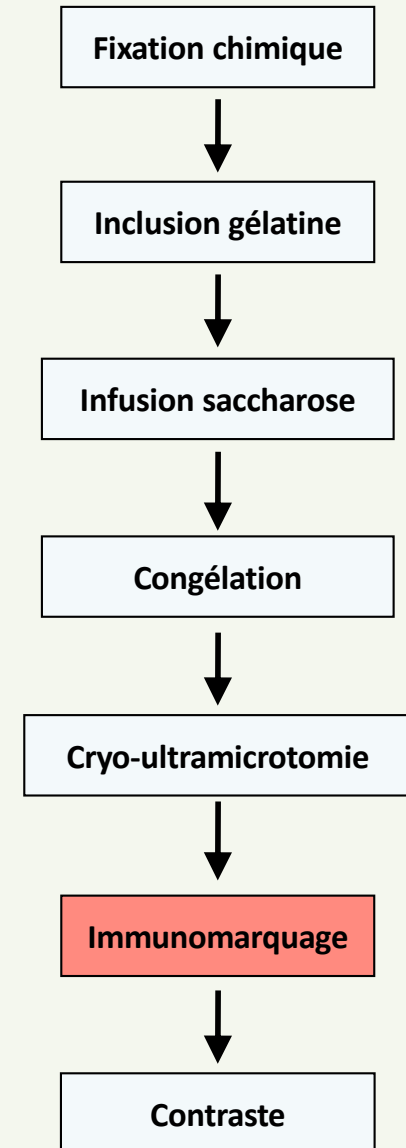 Fixation chimique
Inclusion gélatine
Infusion saccharose
Congélation
Cryo-ultramicrotomie
Immunomarquage
Contraste